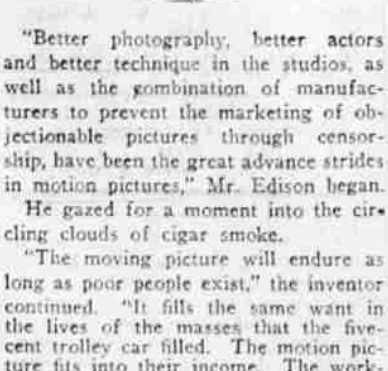 "Better photography, better actors
and better technique in the studios, as
well as the combination of manufac-
turers to prevent the marketing of ob-
jectionable pictures through censor-
ship, have been the great advance strides
in motion pictures," Mr. Edison began.
He gazed for a moment into the cir-
cling clouds of cigar smoke.
"The moving picture will endure as
long as poor people exist," the inventor
continued. "It fills the same want in
the lives of the masses that the five-
cent trolley car filled. The motion pic-
ture fits into their income. The work-